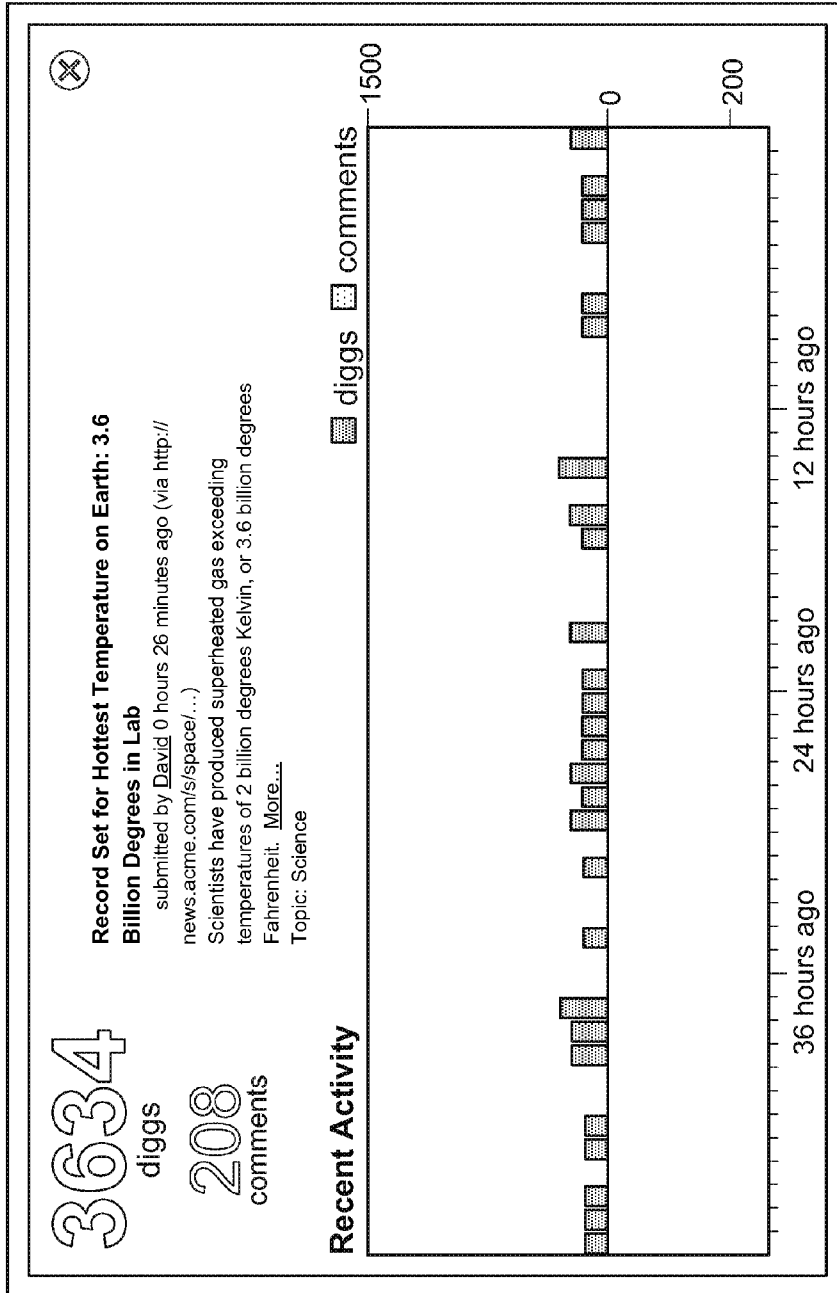 3634
diggs
208
comments
Record Set for Hottest Temperature on Earth: 3.6
Billion Degrees in Lab
submitted by David 0 hours 26 minutes ago (via http://
news.acme.com/s/space/...)
Scientists have produced superheated gas exceeding
temperatures of 2 billion degrees Kelvin, or 3.6 billion degrees
Fahrenheit. More...
Topic: Science
Recent Activity
diggs comments
1500
0
200
36 hours ago 24 hours ago 12 hours ago